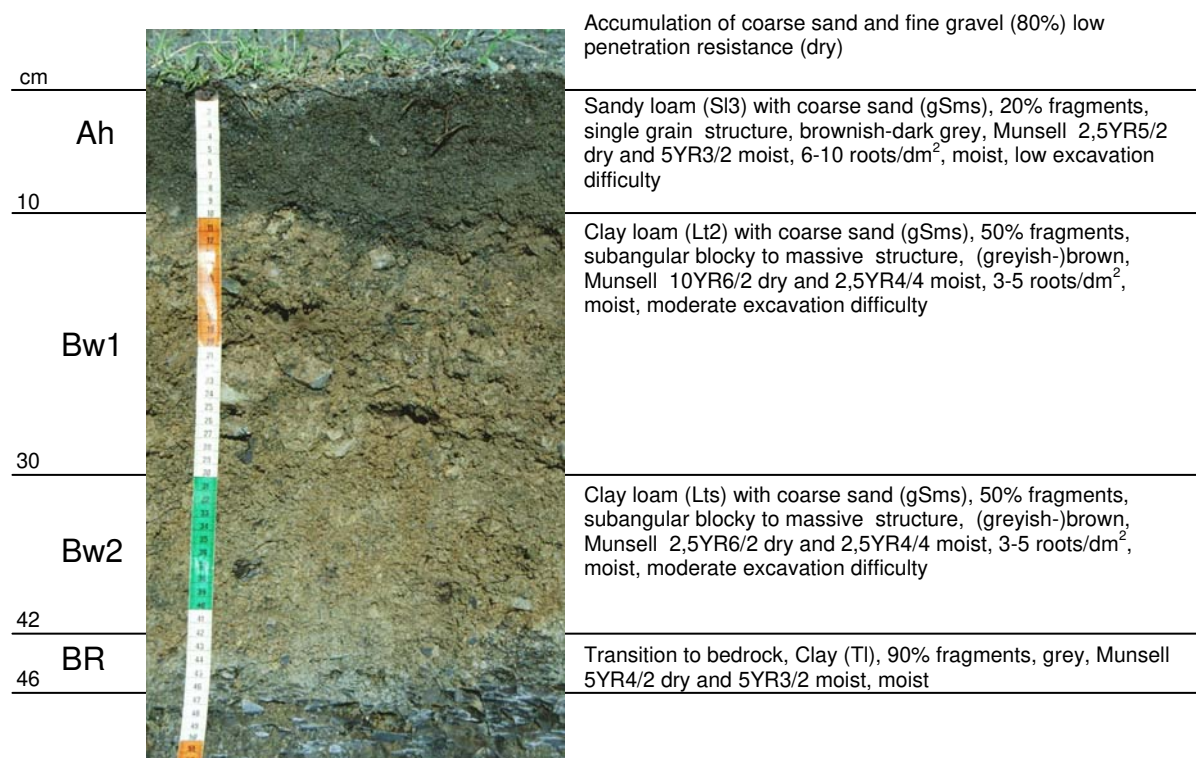 Accumulation of coarse sand and fine gravel (80%) low
penetration resistance (dry)
cm
Ah
Sandy loam (Sl3) with coarse sand (gSms), 20% fragments,
single grain structure, brownish-dark grey, Munsell 2,5YR5/2
dry and 5YR3/2 moist, 6-10 roots/dm², moist, low excavation
difficulty
10
Bw1
Clay loam (Lt2) with coarse sand (gSms), 50% fragments,
subangular blocky to massive structure, (greyish-)brown,
Munsell 10YR6/2 dry and 2,5YR4/4 moist, 3-5 roots/dm²,
moist, moderate excavation difficulty
30
Bw2
Clay loam (Lts) with coarse sand (gSms), 50% fragments,
subangular blocky to massive structure, (greyish-)brown,
Munsell 2,5YR6/2 dry and 2,5YR4/4 moist, 3-5 roots/dm²,
moist, moderate excavation difficulty
42
BR
Transition to bedrock, Clay (Tl), 90% fragments, grey, Munsell
5YR4/2 dry and 5YR3/2 moist, moist
46